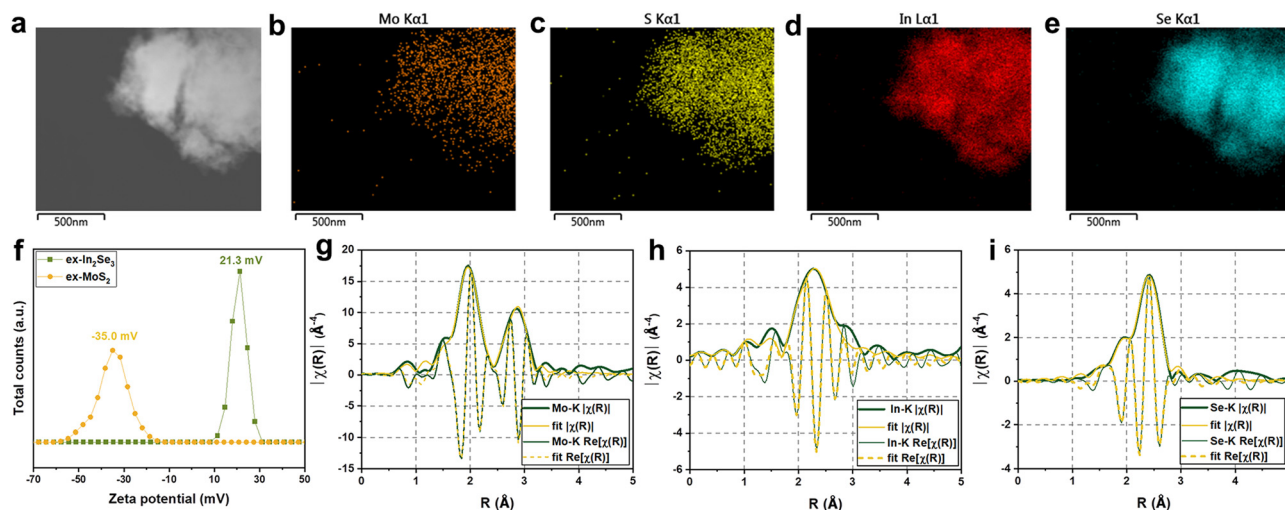 a
b
Mo Kα1
c
S Kα1
d
In Lα1
e
Se Kα1
500nm
500nm
500nm
500nm
500nm
f
ex-In₂Se₃
ex-MoS₂
21.3 mV
-35.0 mV
Total counts (a.u.)
-70 -50 -30 -10 10 30 50
Zeta potential (mV)
g
20
15
10
5
0
-5
-10
-15
|χ(R)| (Å⁻⁴)
Mo-K |χ(R)|
fit |χ(R)|
Mo-K Re[χ(R)]
fit Re[χ(R)]
0 1 2 3 4 5
R (Å)
h
6
4
2
0
-2
-4
-6
|χ(R)| (Å⁻⁴)
In-K |χ(R)|
fit |χ(R)|
In-K Re[χ(R)]
fit Re[χ(R)]
0 1 2 3 4 5
R (Å)
i
6
4
2
0
-2
-4
|χ(R)| (Å⁻⁴)
Se-K |χ(R)|
fit |χ(R)|
Se-K Re[χ(R)]
fit Re[χ(R)]
0 1 2 3 4
R (Å)